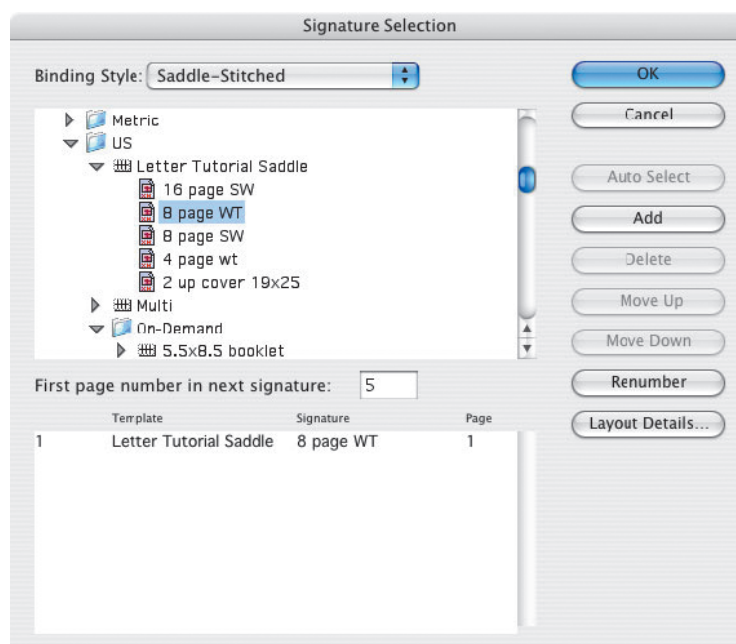 Signature Selection
Binding Style: Saddle-Stitched
OK
Metric
Cancel
US
Letter Tutorial Saddle
16 page SW
Auto Select
8 page WT
Add
8 page SW
4 page wt
Delete
2 up cover 19x25
Multi
Move Up
On-Demand
Move Down
5.5x8.5 booklet
First page number in next signature: 5
Renumber
Template Signature Page
Layout Details...
1 Letter Tutorial Saddle 8 page WT 1